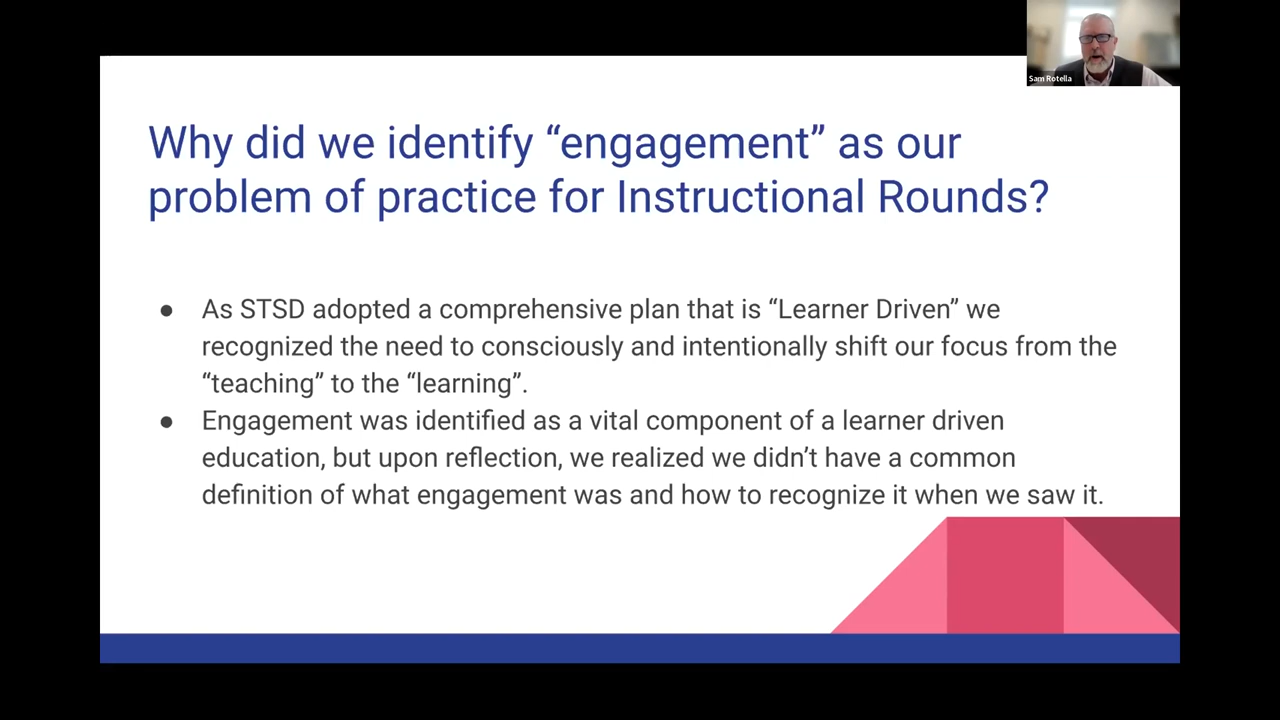 Sam Rotella
Why did we identify “engagement” as our
problem of practice for Instructional Rounds?
● As STSD adopted a comprehensive plan that is “Learner Driven” we
recognized the need to consciously and intentionally shift our focus from the
“teaching” to the “learning”.
● Engagement was identified as a vital component of a learner driven
education, but upon reflection, we realized we didn’t have a common
definition of what engagement was and how to recognize it when we saw it.